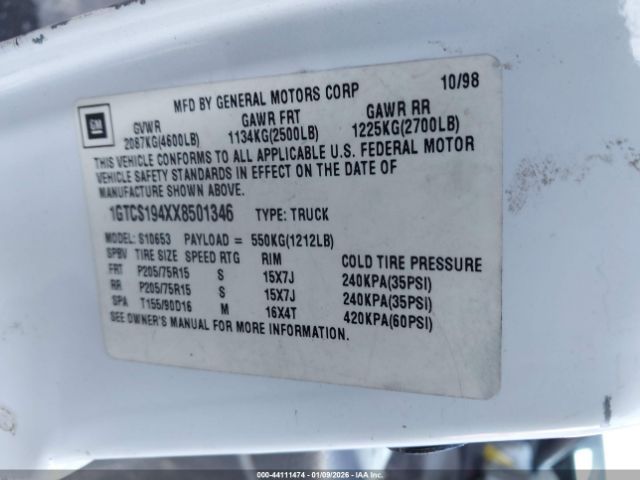 MFD BY GENERAL MOTORS CORP 10/98
GM
GVWR GAWR FRT GAWR RR
2087KG(4600LB) 1134KG(2500LB) 1225KG(2700LB)
THIS VEHICLE CONFORMS TO ALL APPLICABLE U.S. FEDERAL MOTOR
VEHICLE SAFETY STANDARDS IN EFFECT ON THE DATE OF
MANUFACTURE SHOWN ABOVE.
1GTCS194XX8501346 TYPE: TRUCK
MODEL: S10653 PAYLOAD = 550KG(1212LB)
SPBV TIRE SIZE SPEED RTG RIM COLD TIRE PRESSURE
FRT P205/75R15 S 15X7J 240KPA(35PSI)
RR P205/75R15 S 15X7J 240KPA(35PSI)
SPA T155/90D16 M 16X4T 420KPA(60PSI)
SEE OWNER'S MANUAL FOR MORE INFORMATION.
000-44111474 | 01/09/2026 | IAAI.COM